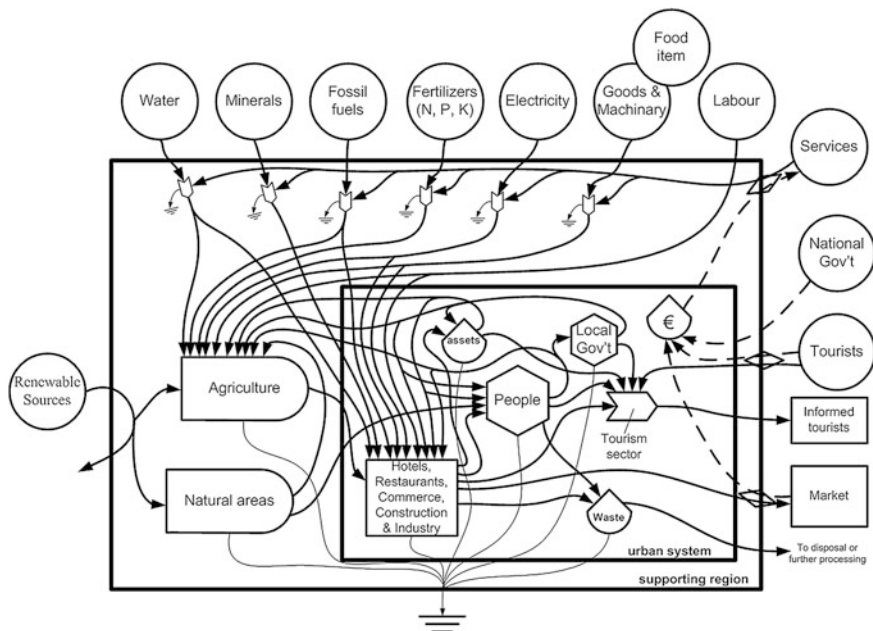 Food
item
Water
Minerals
Fossil
fuels
Fertilizers
(N, P, K)
Electricity
Goods &
Machinary
Labour
Services
National
Gov't
€
assets
Local
Gov't
Tourists
Renewable
Sources
Agriculture
People
Tourism
sector
Informed
tourists
Natural areas
Hotels,
Restaurants,
Commerce,
Construction
& Industry
Waste
Market
urban system
To disposal or
further processing
supporting region